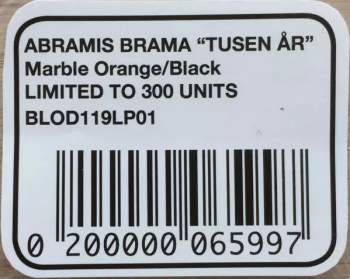 ABRAMIS BRAMA “TUSEN ÅR”
Marble Orange/Black
LIMITED TO 300 UNITS
BLOD119LP01
0 200000 065997